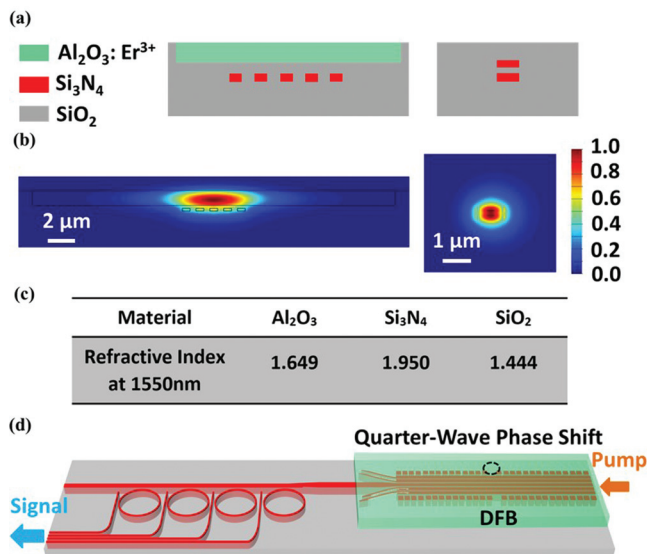 (a)
Al₂O₃: Er³⁺
Si₃N₄
SiO₂
(b)
2 μm
1 μm
1.0
0.8
0.6
0.4
0.2
0.0
(c)
Material Al₂O₃ Si₃N₄ SiO₂
Refractive Index
at 1550nm 1.649 1.950 1.444
(d)
Quarter-Wave Phase Shift
Pump
Signal
DFB